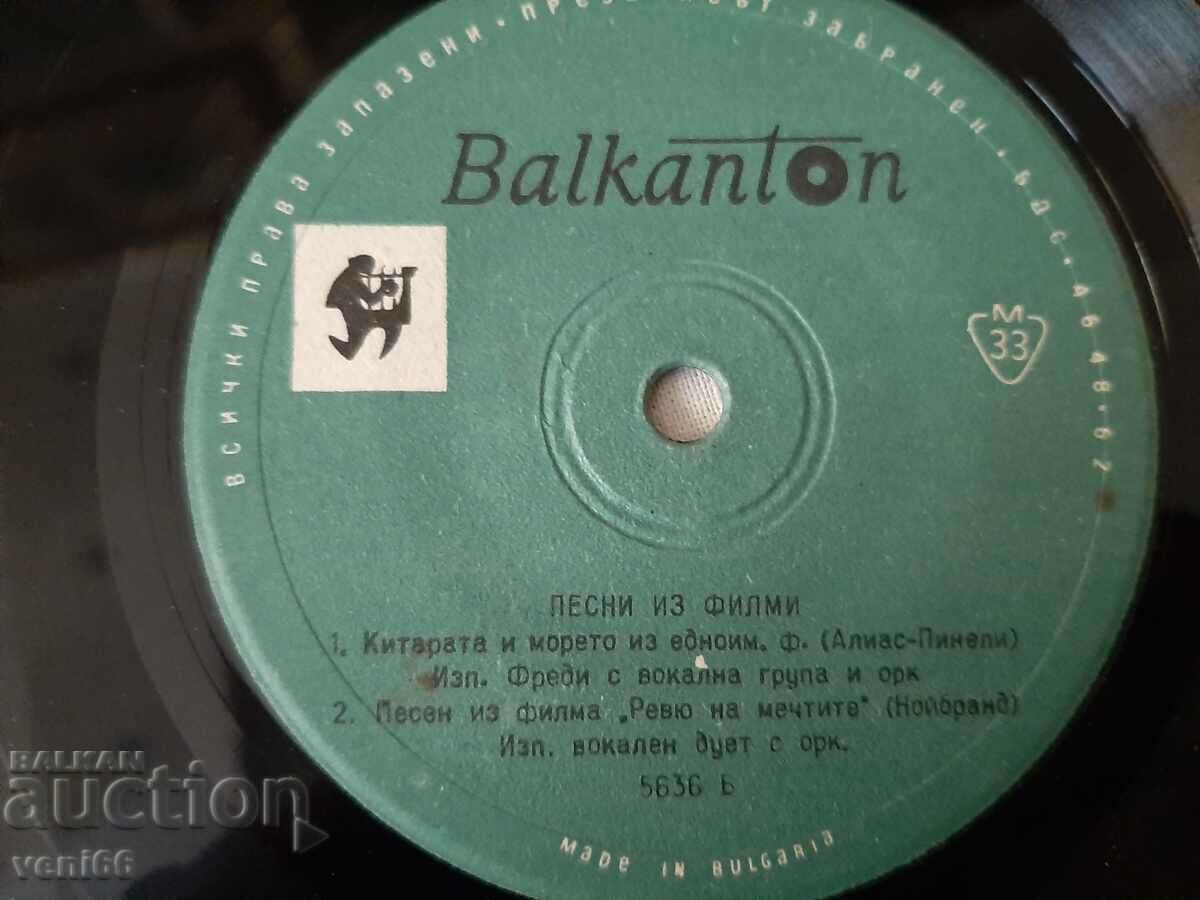 ВСИЧКИ ПРАВА ЗАПАЗЕНИ • ПРЕЗАПИСЪТ ЗАБРАНЕН • БДС • 4648-62
Balkanton
М
33
ПЕСНИ ИЗ ФИЛМИ
1. Китарата и морето из едноим. ф. (Алиас-Пинели)
Изп. Фреди с вокална група и орк
2. Песен из филма „Ревю на мечтите" (Нойбранд)
Изп. вокален дует с орк.
5636 Б
MADE IN BULGARIA
BALKAN
auction
veni66